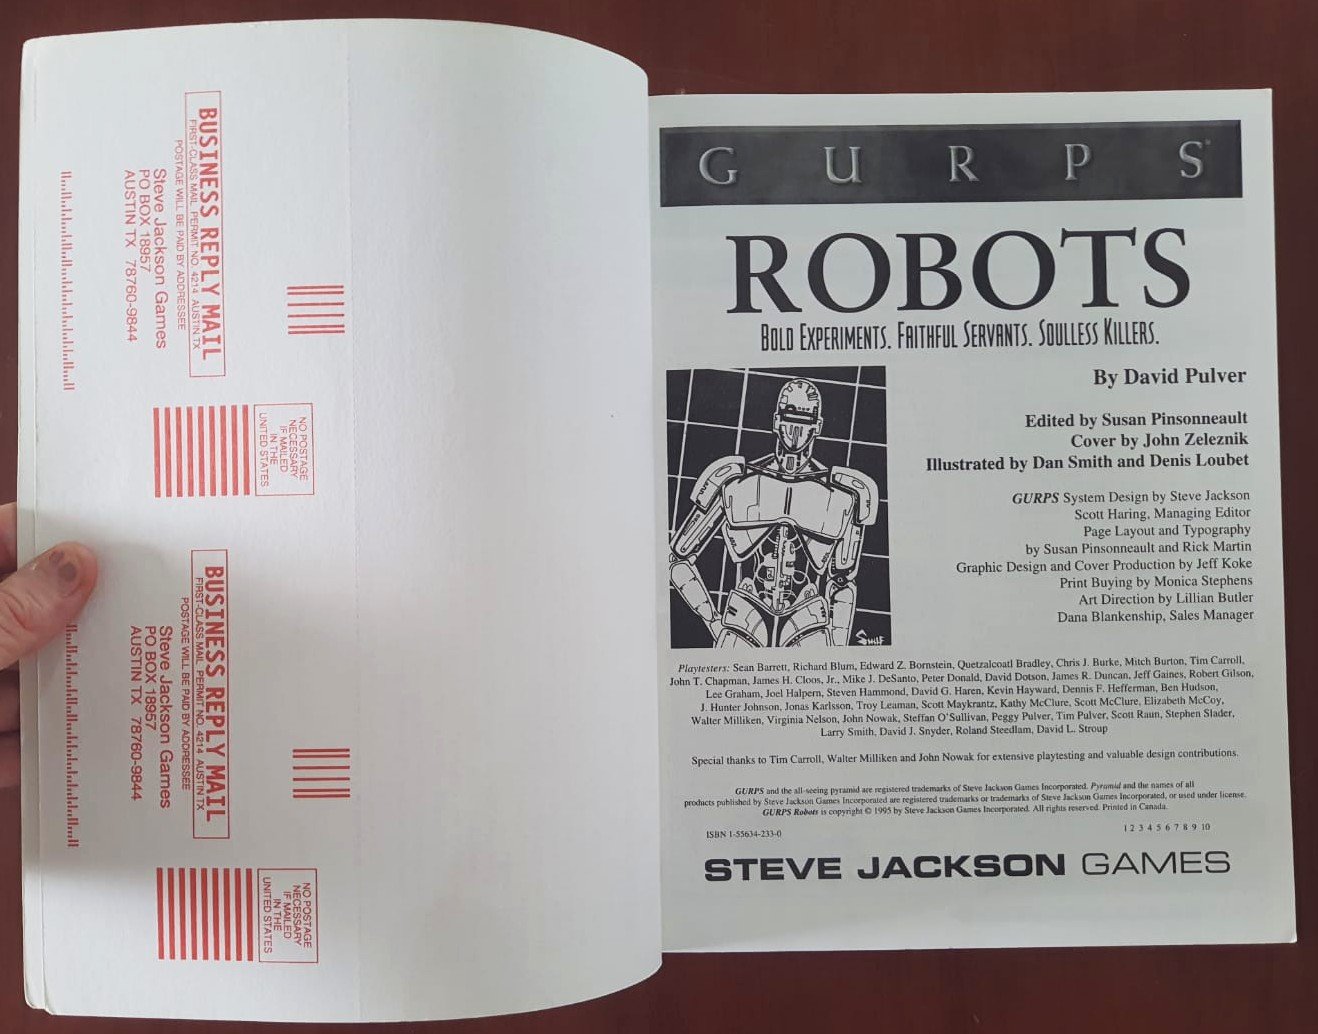 BUSINESS REPLY MAIL
FIRST-CLASS MAIL PERMIT NO. 4214 AUSTIN TX
POSTAGE WILL BE PAID BY ADDRESSEE
Steve Jackson Games
PO BOX 18957
AUSTIN TX 78760-9844
NO POSTAGE
NECESSARY
IF MAILED
IN THE
UNITED STATES
BUSINESS REPLY MAIL
FIRST-CLASS MAIL PERMIT NO. 4214 AUSTIN TX
POSTAGE WILL BE PAID BY ADDRESSEE
Steve Jackson Games
PO BOX 18957
AUSTIN TX 78760-9844
NO POSTAGE
NECESSARY
IF MAILED
IN THE
UNITED STATES
GURPS
ROBOTS
BOLD EXPERIMENTS. FAITHFUL SERVANTS. SOULLESS KILLERS.
By David Pulver
Edited by Susan Pinsonneault
Cover by John Zeleznik
Illustrated by Dan Smith and Denis Loubet
GURPS System Design by Steve Jackson
Scott Haring, Managing Editor
Page Layout and Typography
by Susan Pinsonneault and Rick Martin
Graphic Design and Cover Production by Jeff Koke
Print Buying by Monica Stephens
Art Direction by Lillian Butler
Dana Blankenship, Sales Manager
Playtesters: Sean Barrett, Richard Blum, Edward Z. Bornstein, Quetzalcoatl Bradley, Chris J. Burke, Mitch Burton, Tim Carroll,
John T. Chapman, James H. Cloos, Jr., Mike J. DeSanto, Peter Donald, David Dotson, James R. Duncan, Jeff Gaines, Robert Gilson,
Lee Graham, Joel Halpern, Steven Hammond, David G. Haren, Kevin Hayward, Dennis F. Hefferman, Ben Hudson,
J. Hunter Johnson, Jonas Karlsson, Troy Leaman, Scott Maykrantz, Kathy McClure, Scott McClure, Elizabeth McCoy,
Walter Milliken, Virginia Nelson, John Nowak, Steffan O'Sullivan, Peggy Pulver, Tim Pulver, Scott Raun, Stephen Slader,
Larry Smith, David J. Snyder, Roland Steedlam, David L. Stroup
Special thanks to Tim Carroll, Walter Milliken and John Nowak for extensive playtesting and valuable design contributions.
GURPS and the all-seeing pyramid are registered trademarks of Steve Jackson Games Incorporated. Pyramid and the names of all
products published by Steve Jackson Games Incorporated are registered trademarks or trademarks of Steve Jackson Games Incorporated, or used under license.
GURPS Robots is copyright © 1995 by Steve Jackson Games Incorporated. All rights reserved. Printed in Canada.
ISBN 1-55634-233-0
1 2 3 4 5 6 7 8 9 10
STEVE JACKSON GAMES